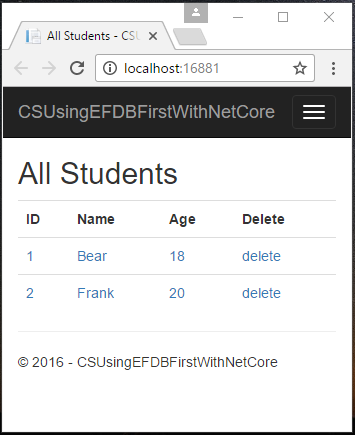 All Students - CSU
localhost:16881
CSUsingEFDBFirstWithNetCore
All Students
ID Name Age Delete
1 Bear 18 delete
2 Frank 20 delete
© 2016 - CSUsingEFDBFirstWithNetCore